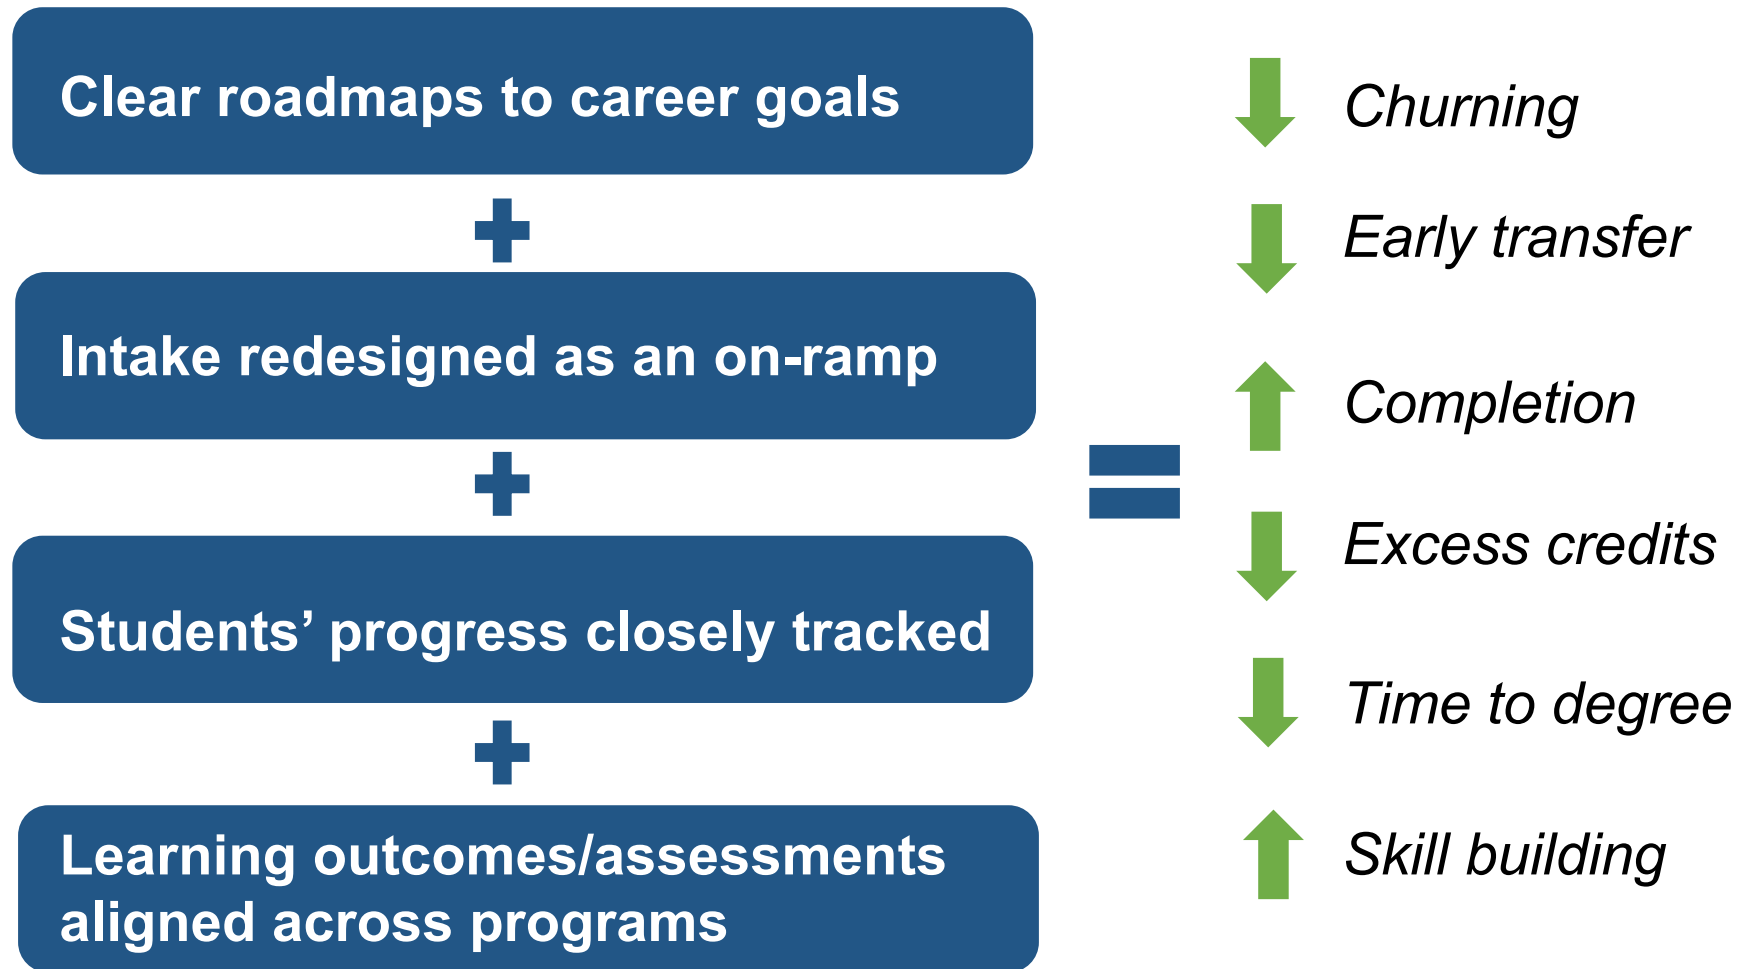 Clear roadmaps to career goals
Intake redesigned as an on-ramp
Students’ progress closely tracked
Learning outcomes/assessments
aligned across programs
Churning
Early transfer
Completion
Excess credits
Time to degree
Skill building